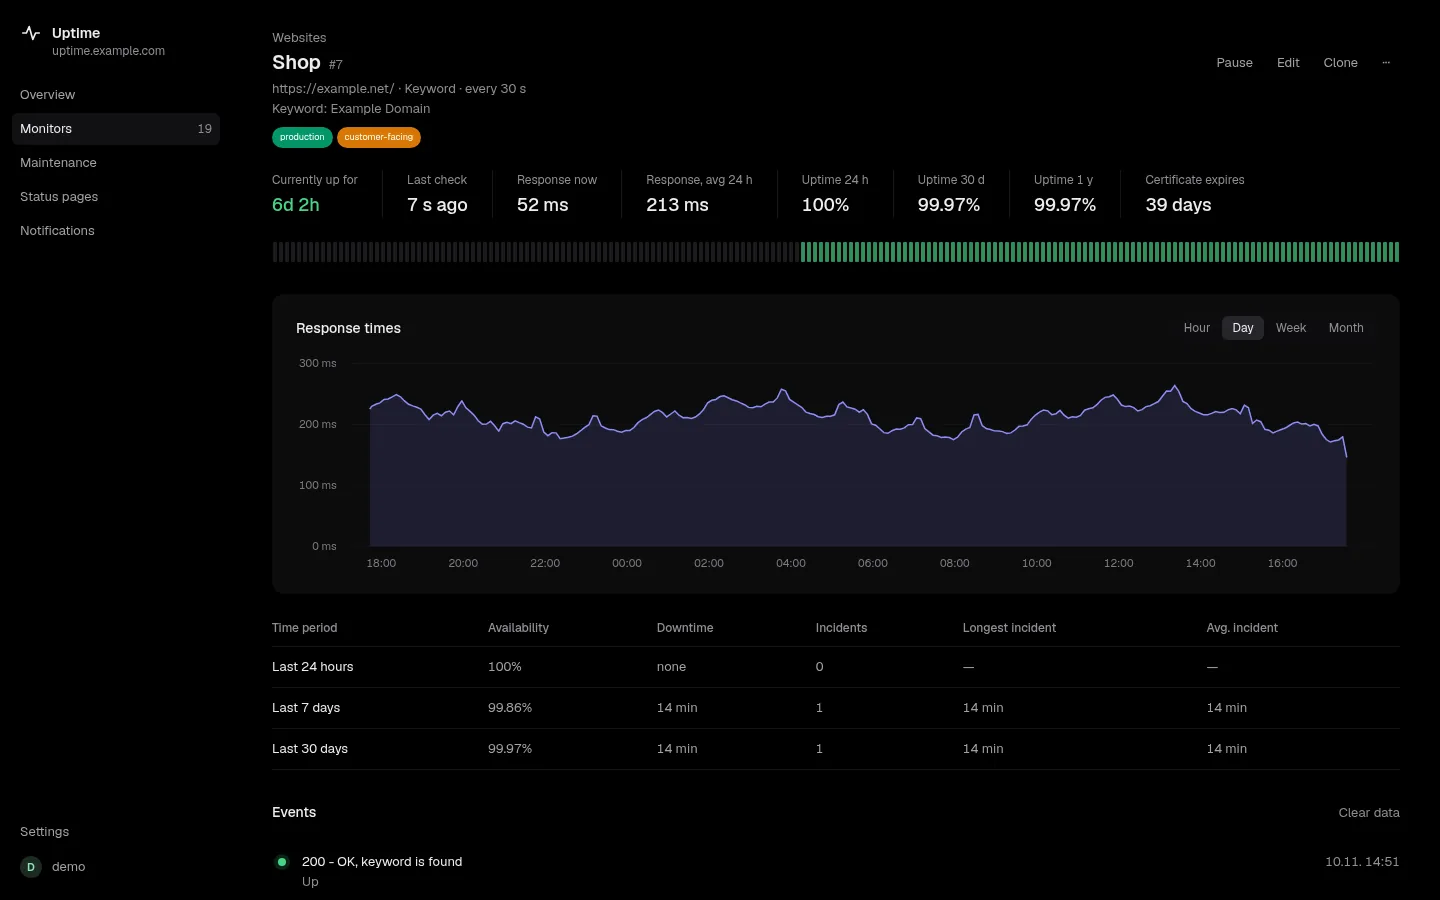 Uptime
uptime.example.com
Overview
Monitors 19
Maintenance
Status pages
Notifications
Settings
D demo
Websites
Shop #7
Pause Edit Clone ···
https://example.net/ · Keyword · every 30 s
Keyword: Example Domain
production customer-facing
Currently up for Last check Response now Response, avg 24 h Uptime 24 h Uptime 30 d Uptime 1 y Certificate expires
6d 2h 7 s ago 52 ms 213 ms 100% 99.97% 99.97% 39 days
Response times Hour Day Week Month
300 ms
200 ms
100 ms
0 ms
18:00 20:00 22:00 00:00 02:00 04:00 06:00 08:00 10:00 12:00 14:00 16:00
Time period Availability Downtime Incidents Longest incident Avg. incident
Last 24 hours 100% none 0 — —
Last 7 days 99.86% 14 min 1 14 min 14 min
Last 30 days 99.97% 14 min 1 14 min 14 min
Events Clear data
200 - OK, keyword is found 10.11. 14:51
Up